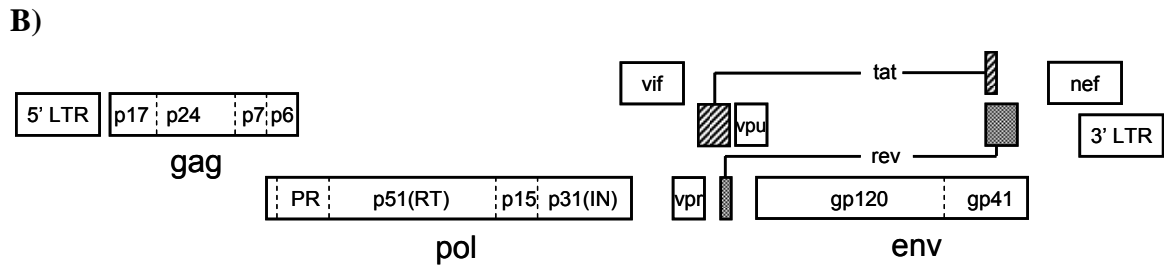 B)
vif tat nef
5' LTR p17 p24 p7 p6 vpu 3' LTR
gag rev
PR p51(RT) p15 p31(IN) vpr gp120 gp41
pol env